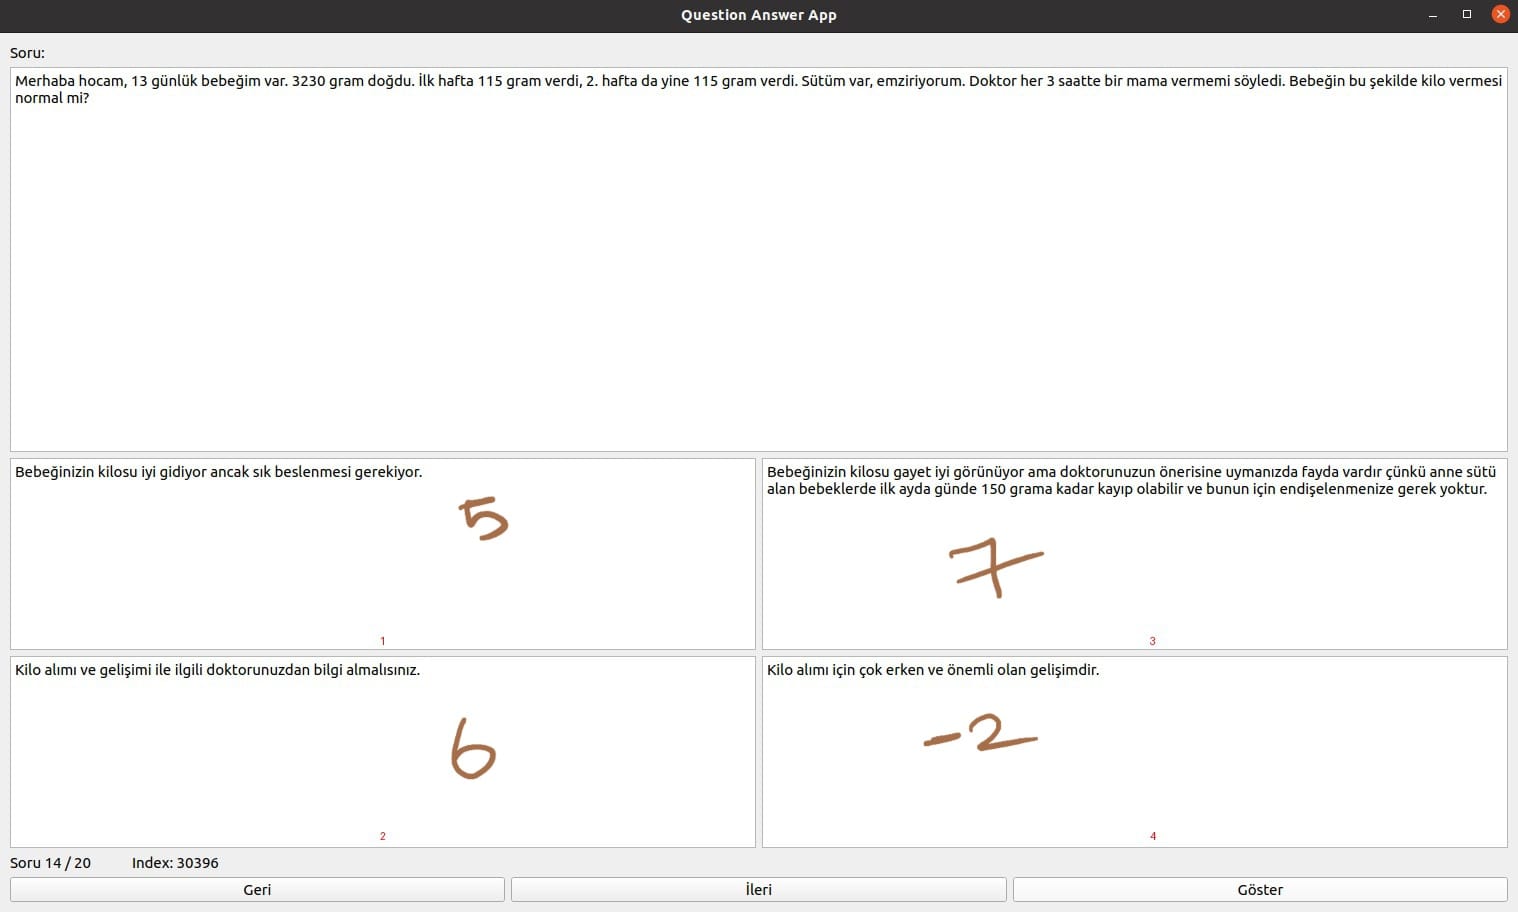 Question Answer App
Soru:
Merhaba hocam, 13 günlük bebeğim var. 3230 gram doğdu. İlk hafta 115 gram verdi, 2. hafta da yine 115 gram verdi. Sütüm var, emziriyorum. Doktor her 3 saatte bir mama vermemi söyledi. Bebeğin bu şekilde kilo vermesi
normal mi?
Bebeğinizin kilosu iyi gidiyor ancak sık beslenmesi gerekiyor.
5
1
Bebeğinizin kilosu gayet iyi görünüyor ama doktorunuzun önerisine uymanızda fayda vardır çünkü anne sütü
alan bebeklerde ilk ayda günde 150 grama kadar kayıp olabilir ve bunun için endişelenmenize gerek yoktur.
7
3
Kilo alımı ve gelişimi ile ilgili doktorunuzdan bilgi almalısınız.
6
2
Kilo alımı için çok erken ve önemli olan gelişimdir.
-2
4
Soru 14 / 20 Index: 30396
Geri İleri Göster